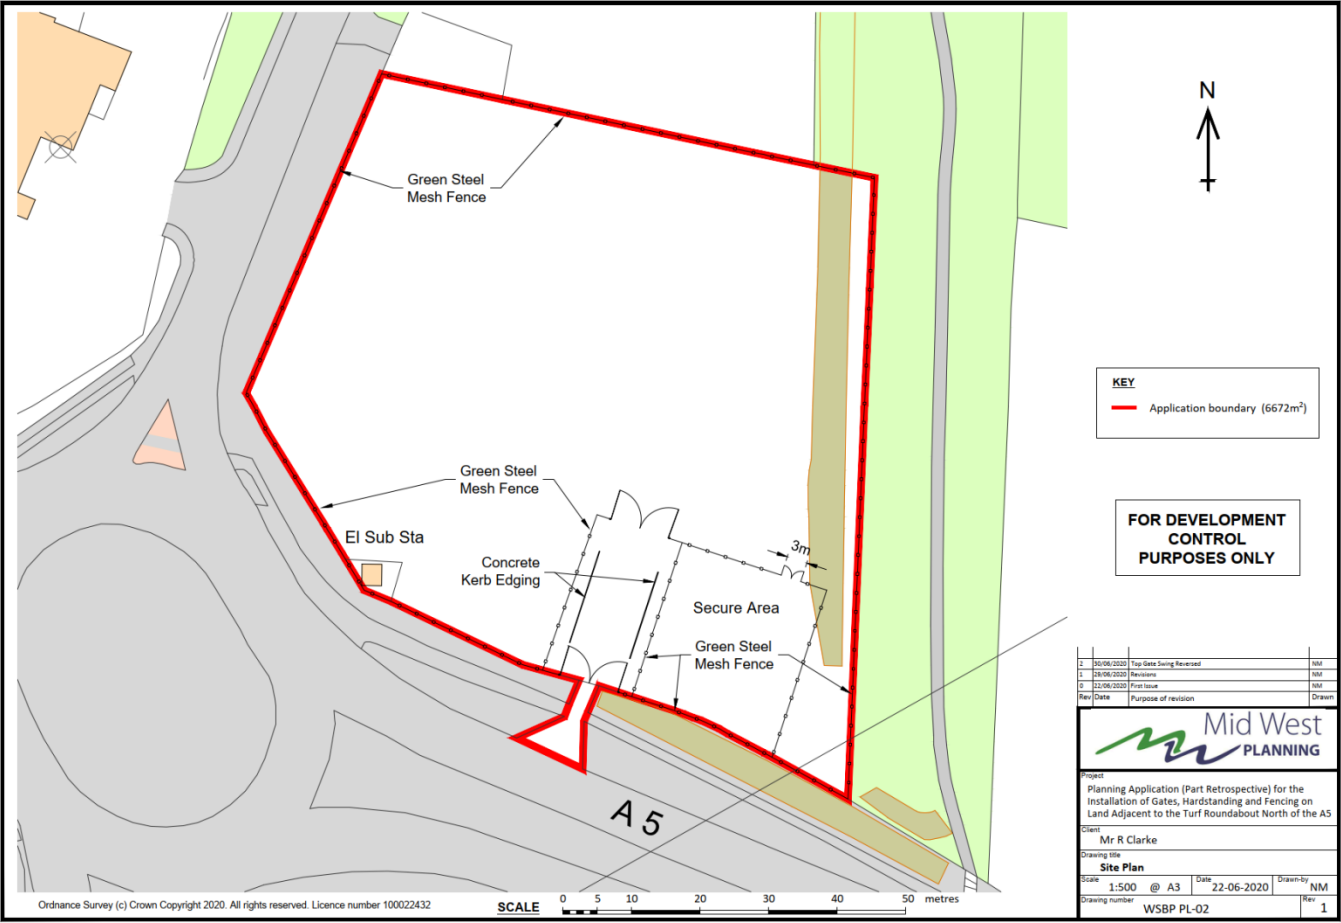 N
Green Steel
Mesh Fence
KEY
Application boundary (6672m²)
Green Steel
Mesh Fence
FOR DEVELOPMENT
CONTROL
PURPOSES ONLY
El Sub Sta
3m
Concrete
Kerb Edging
Secure Area
Green Steel
Mesh Fence
A 5
2 30/06/2020 Top Gate Swing Reversed NM
1 28/06/2020 Revisions NM
0 22/06/2020 First Issue NM
Rev Date Purpose of revision Drawn
Mid West
PLANNING
Project
Planning Application (Part Retrospective) for the
Installation of Gates, Hardstanding and Fencing on
Land Adjacent to the Turf Roundabout North of the A5
Client
Mr R Clarke
Drawing title
Site Plan
Scale Date Drawn-by
1:500 @ A3 22-06-2020 NM
Drawing number Rev
WSBP PL-02 1
Ordnance Survey (c) Crown Copyright 2020. All rights reserved. Licence number 100022432
SCALE 0 5 10 20 30 40 50 metres